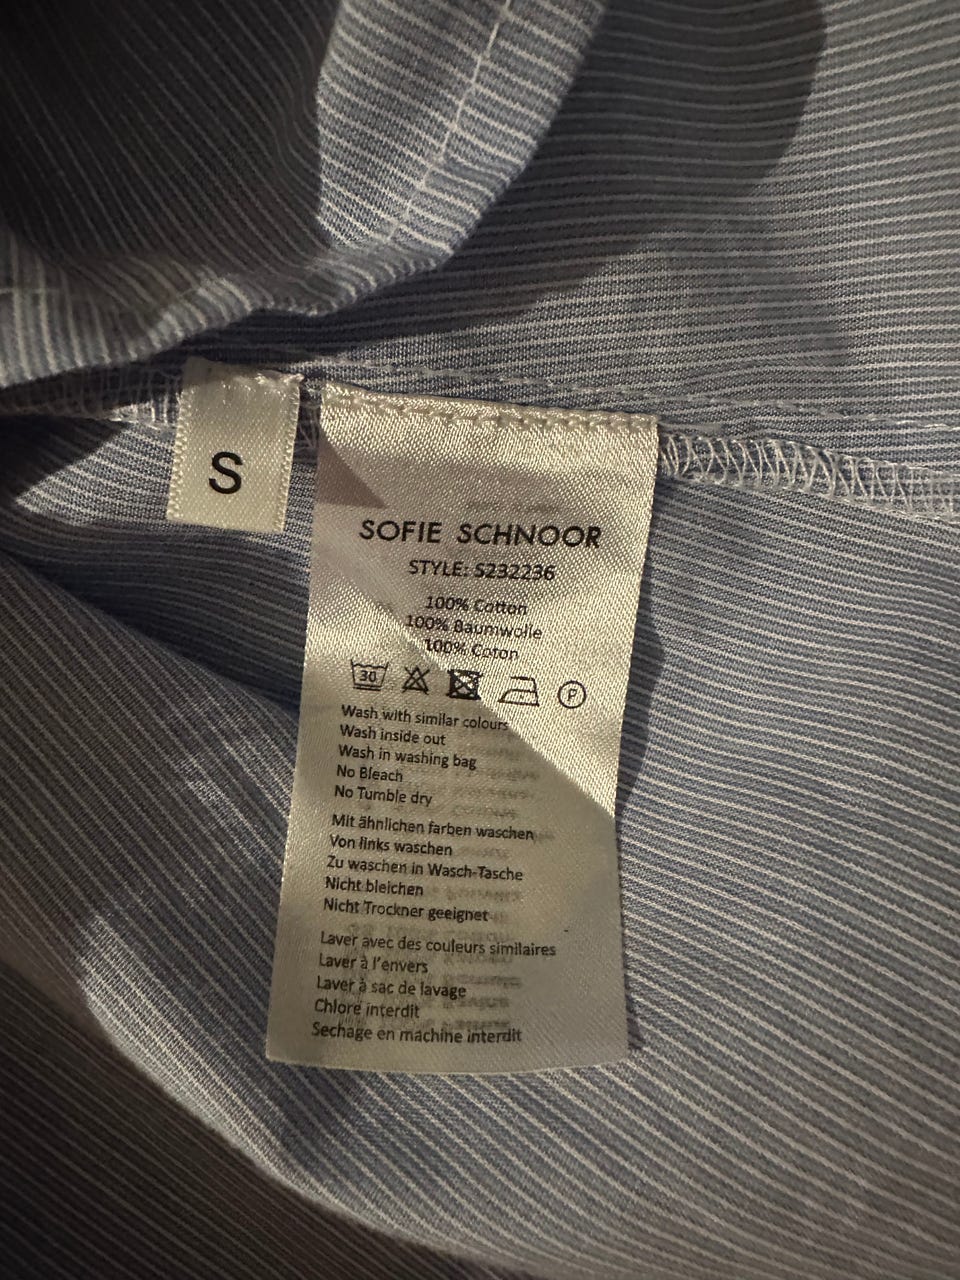 S
SOFIE SCHNOOR
STYLE: S232236
100% Cotton
100% Baumwolle
100% Coton
30 P
Wash with similar colours
Wash inside out
Wash in washing bag
No Bleach
No Tumble dry
Mit ähnlichen farben waschen
Von links waschen
Zu waschen in Wasch-Tasche
Nicht bleichen
Nicht Trockner geeignet
Laver avec des couleurs similaires
Laver à l'envers
Laver à sac de lavage
Chlore interdit
Sechage en machine interdit